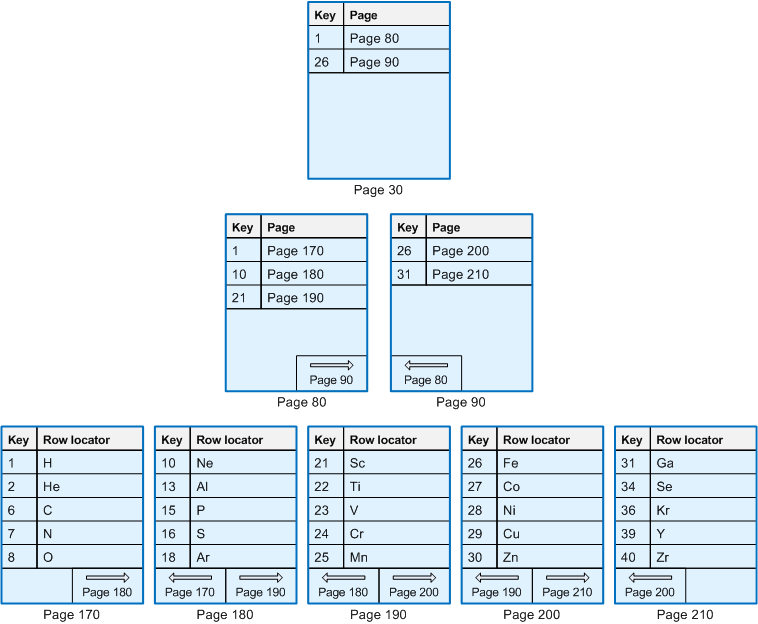 Key Page
1 Page 80
26 Page 90
Page 30
Key Page
1 Page 170
10 Page 180
21 Page 190
Page 90
Page 80
Key Page
26 Page 200
31 Page 210
Page 80
Page 90
Key Row locator
1 H
2 He
6 C
7 N
8 O
Page 180
Page 170
Key Row locator
10 Ne
13 Al
15 P
16 S
18 Ar
Page 170 Page 190
Page 180
Key Row locator
21 Sc
22 Ti
23 V
24 Cr
25 Mn
Page 180 Page 200
Page 190
Key Row locator
26 Fe
27 Co
28 Ni
29 Cu
30 Zn
Page 190 Page 210
Page 200
Key Row locator
31 Ga
34 Se
36 Kr
39 Y
40 Zr
Page 200
Page 210